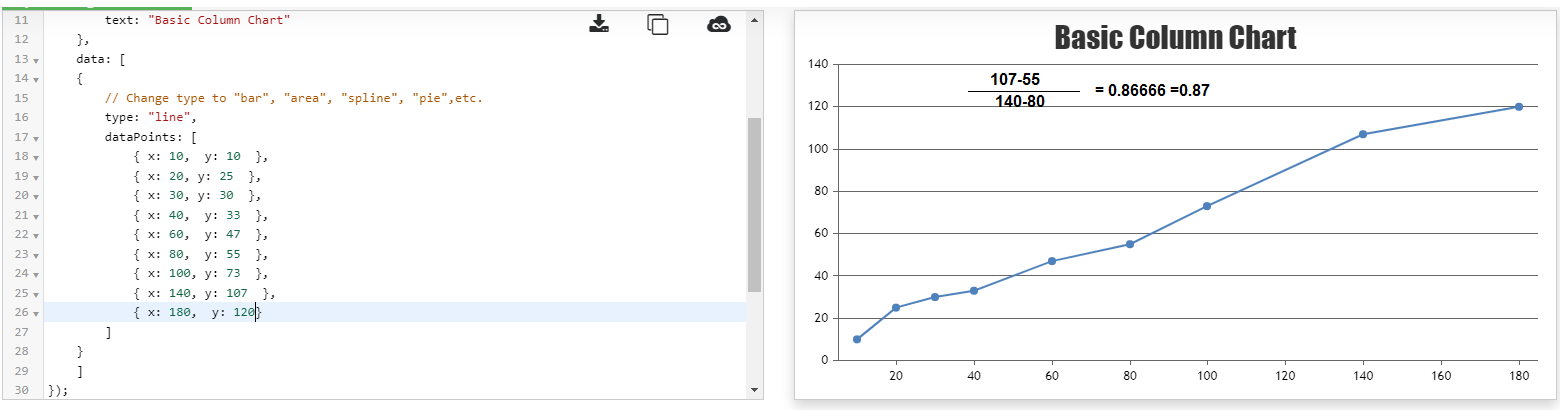 11 text: "Basic Column Chart"
12 },
13 data: [
14 {
15 // Change type to "bar", "area", "spline", "pie",etc.
16 type: "line",
17 dataPoints: [
18 { x: 10, y: 10 },
19 { x: 20, y: 25 },
20 { x: 30, y: 30 },
21 { x: 40, y: 33 },
22 { x: 60, y: 47 },
23 { x: 80, y: 55 },
24 { x: 100, y: 73 },
25 { x: 140, y: 107 },
26 { x: 180, y: 120}
27 ]
28 }
29 ]
30 });
Basic Column Chart
107-55
140-80
= 0.86666 =0.87
140
120
100
80
60
40
20
0
20 40 60 80 100 120 140 160 180